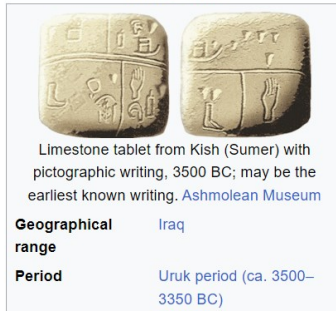 Limestone tablet from Kish (Sumer) with
pictographic writing, 3500 BC; may be the
earliest known writing. Ashmolean Museum
Geographical Iraq
range
Period Uruk period (ca. 3500–
3350 BC)